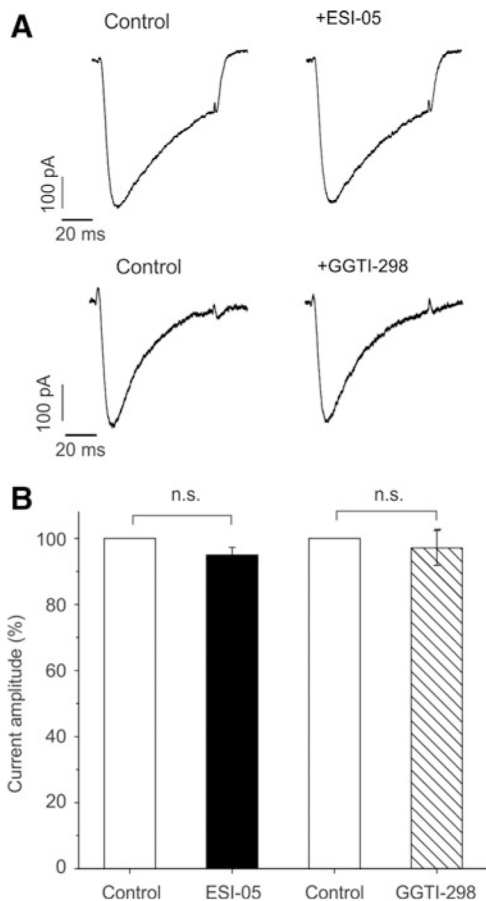 A
Control
+ESI-05
100 pA
20 ms
Control
+GGTI-298
100 pA
20 ms
B
n.s.
n.s.
Current amplitude (%)
100
80
60
40
20
0
Control
ESI-05
Control
GGTI-298